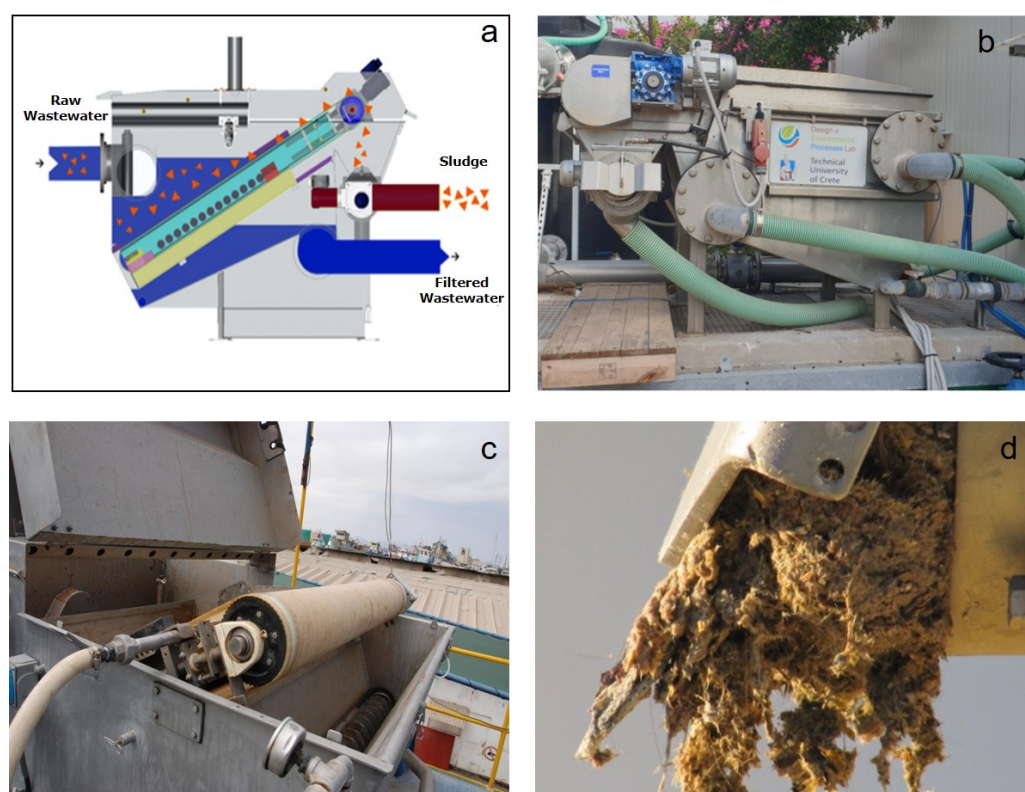 a
Raw
Wastewater
Sludge
Filtered
Wastewater
b
Design of
Environmental
Processes Lab
Technical
University
of Crete
c
d